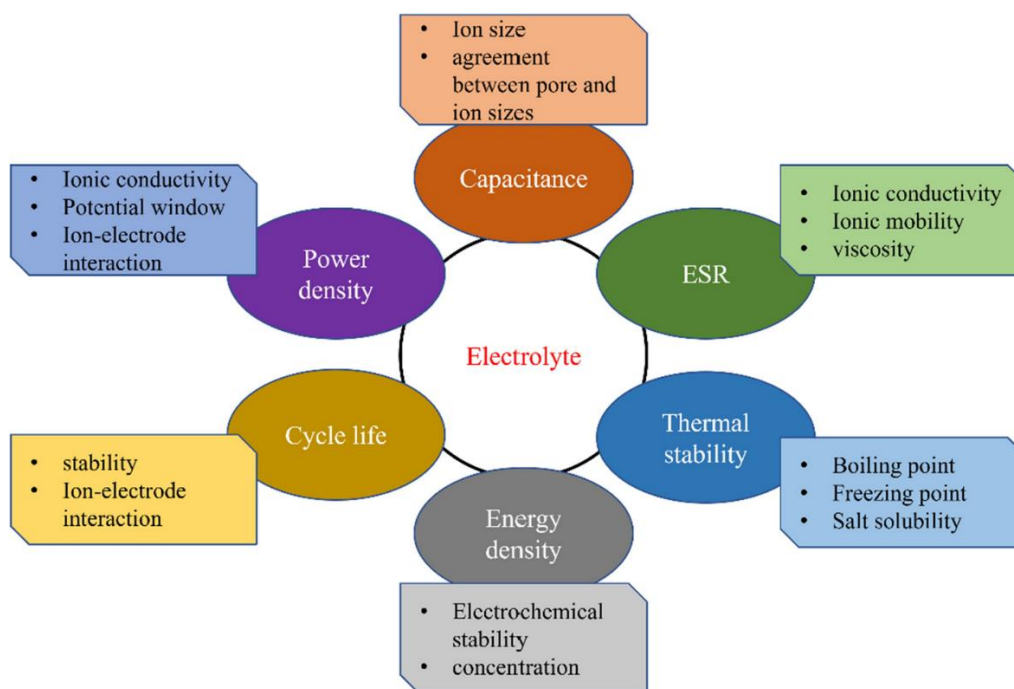 • Ion size
• agreement
between pore and
ion sizes
Capacitance
• Ionic conductivity
• Potential window
• Ion-electrode
interaction
Power
density
• Ionic conductivity
• Ionic mobility
• viscosity
ESR
Electrolyte
Cycle life
• stability
• Ion-electrode
interaction
Thermal
stability
• Boiling point
• Freezing point
• Salt solubility
Energy
density
• Electrochemical
stability
• concentration